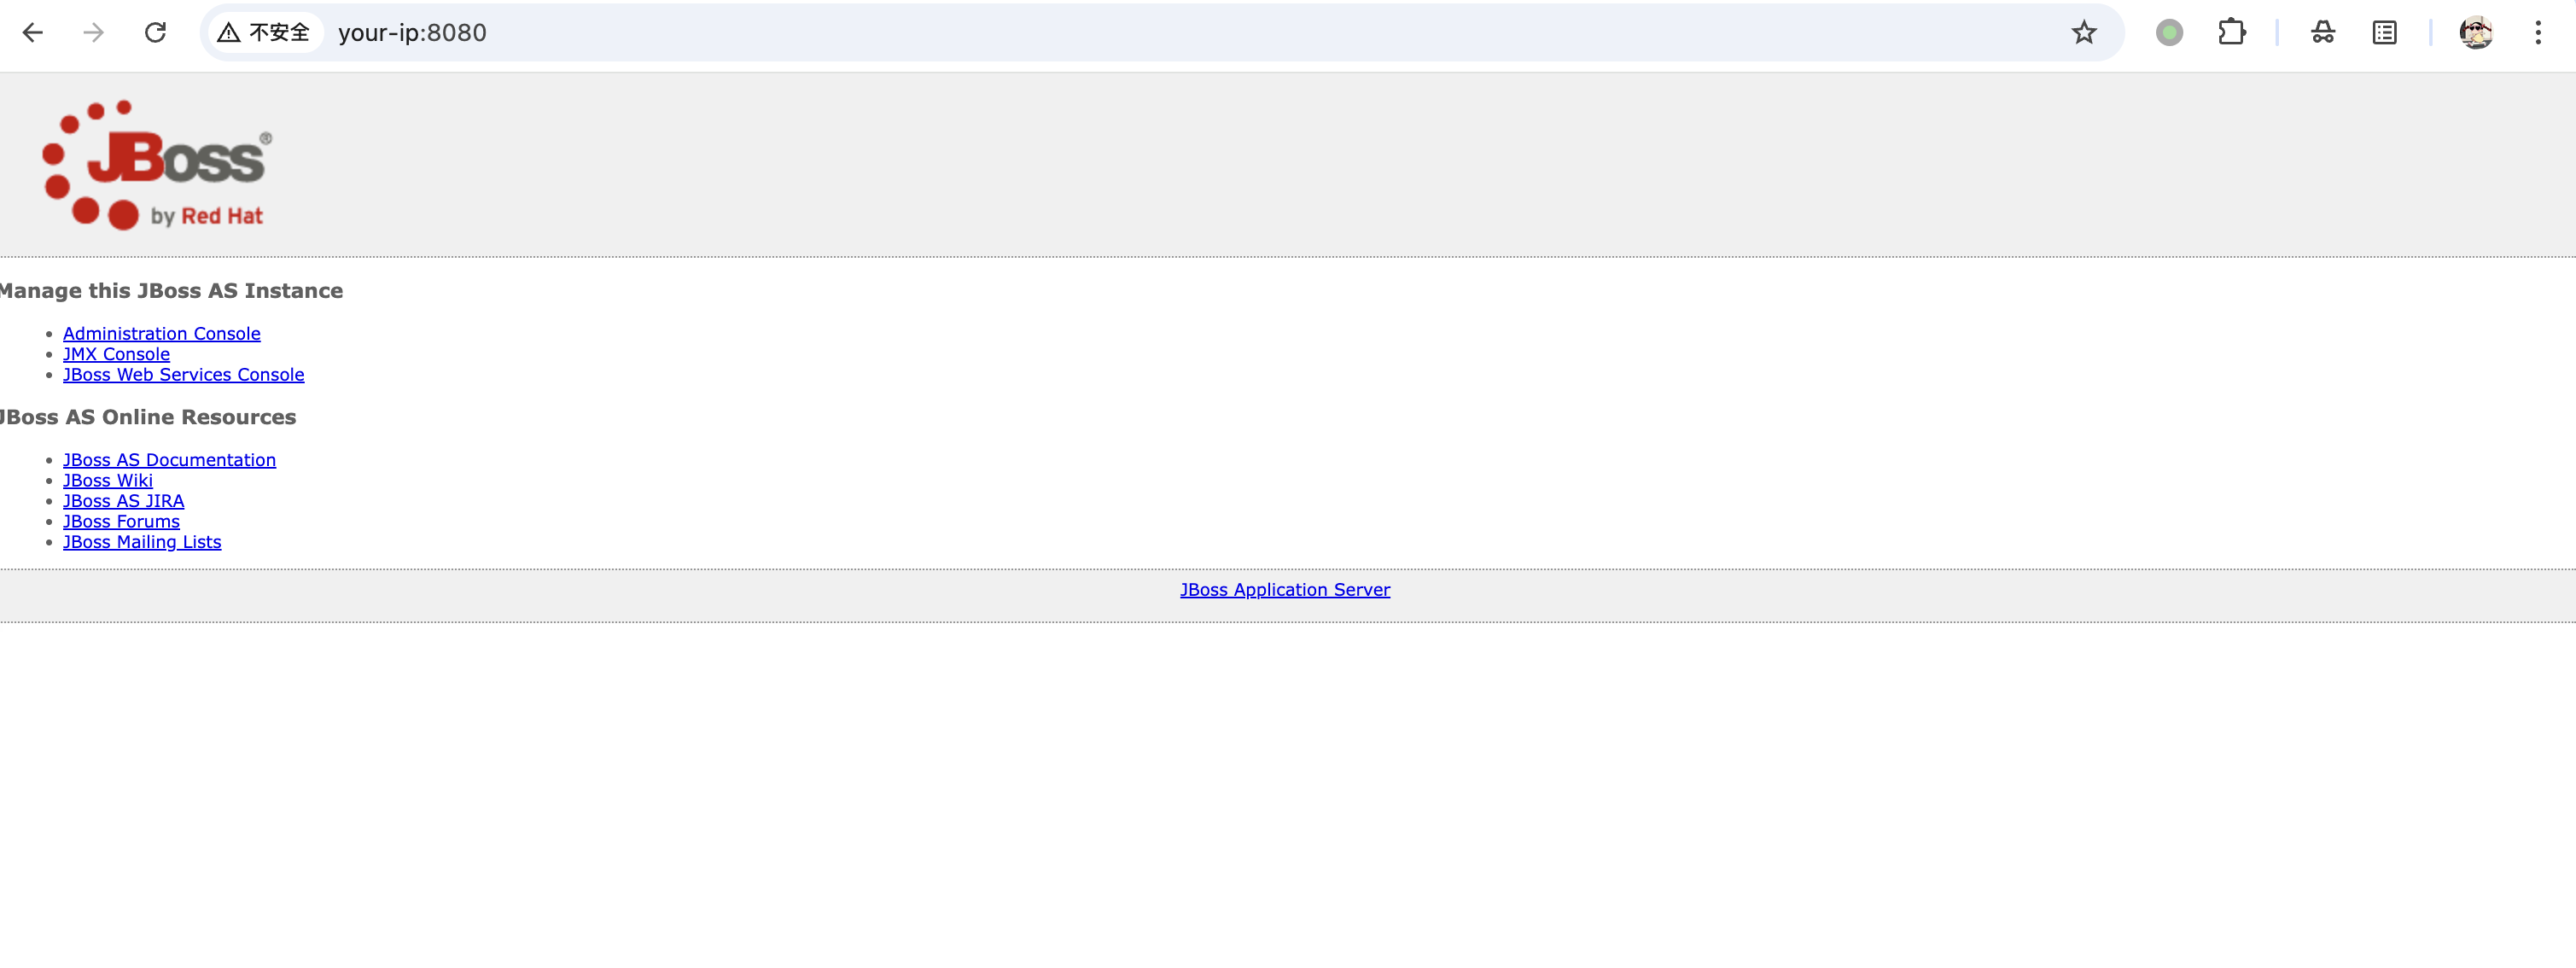 不安全 your-ip:8080
JBoss®
by Red Hat
Manage this JBoss AS Instance
Administration Console
JMX Console
JBoss Web Services Console
JBoss AS Online Resources
JBoss AS Documentation
JBoss Wiki
JBoss AS JIRA
JBoss Forums
JBoss Mailing Lists
JBoss Application Server